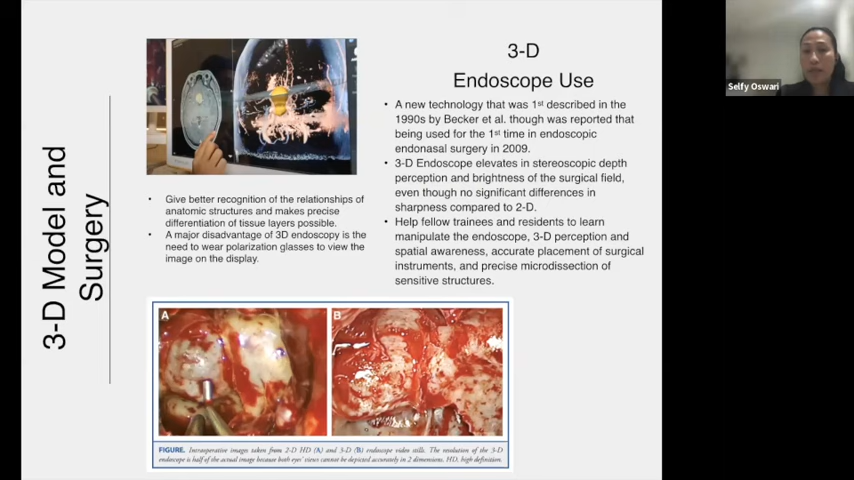 3-D Model and
Surgery
Give better recognition of the relationships of
anatomic structures and makes precise
differentiation of tissue layers possible.
A major disadvantage of 3D endoscopy is the
need to wear polarization glasses to view the
image on the display.
3-D
Endoscope Use
A new technology that was 1st described in the
1990s by Becker et al. though was reported that
being used for the 1st time in endoscopic
endonasal surgery in 2009.
3-D Endoscope elevates in stereoscopic depth
perception and brightness of the surgical field,
even though no significant differences in
sharpness compared to 2-D.
Help fellow trainees and residents to learn
manipulate the endoscope, 3-D perception and
spatial awareness, accurate placement of surgical
instruments, and precise microdissection of
sensitive structures.
A
B
FIGURE. Intraoperative images taken from 2-D HD (A) and 3-D (B) endoscope video stills. The resolution of the 3-D
endoscope is half of the actual image because both eyes' views cannot be depicted accurately in 2 dimensions. HD, high definition.
Selfy Oswari